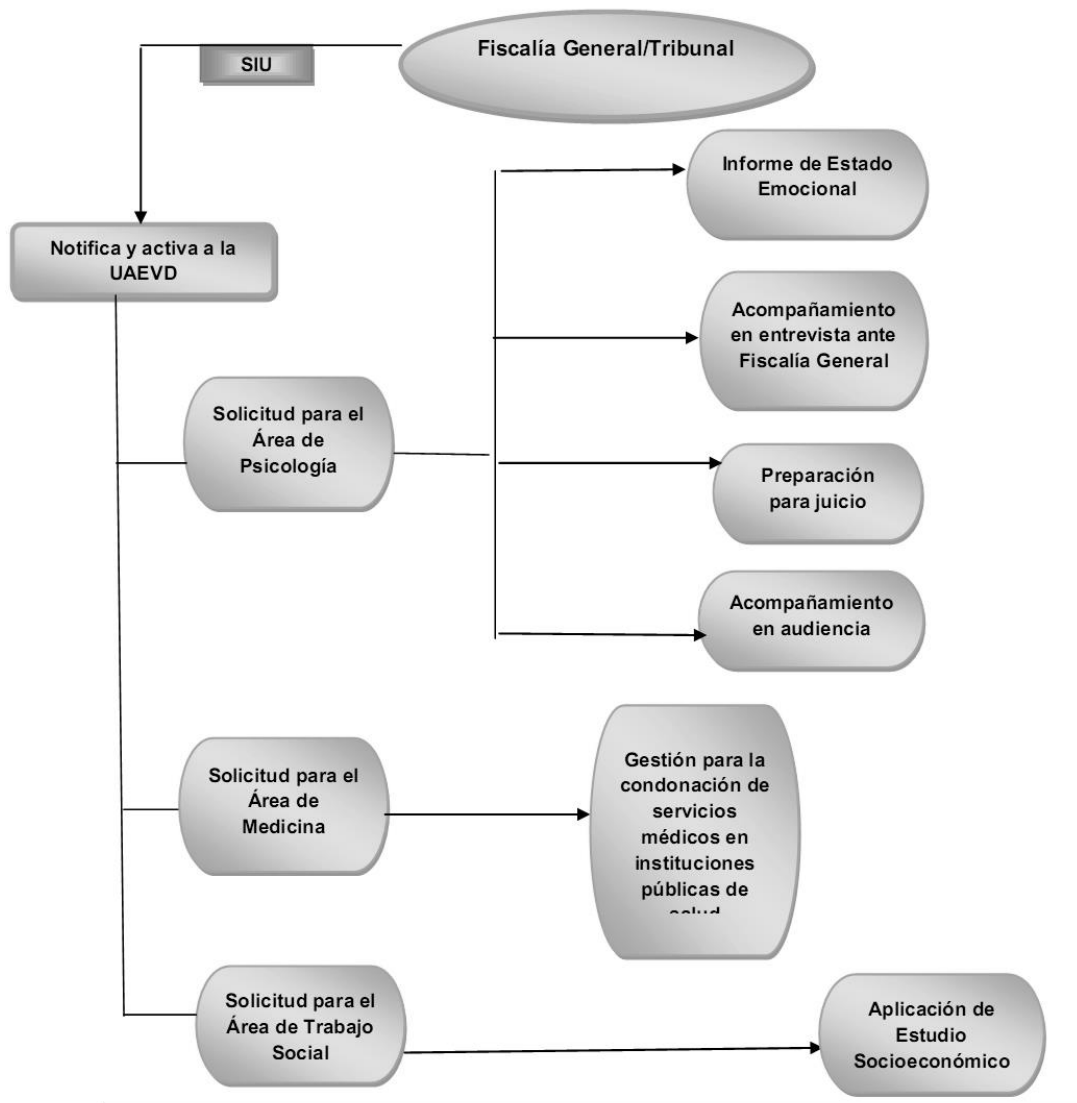 Fiscalía General/Tribunal
SIU
Notifica y activa a la
UAEVD
Informe de Estado
Emocional
Acompañamiento
en entrevista ante
Fiscalía General
Solicitud para el
Área de
Psicología
Preparación
para juicio
Acompañamiento
en audiencia
Solicitud para el
Área de
Medicina
Gestión para la
condonación de
servicios
médicos en
instituciones
públicas de
salud
Solicitud para el
Área de Trabajo
Social
Aplicación de
Estudio
Socioeconómico